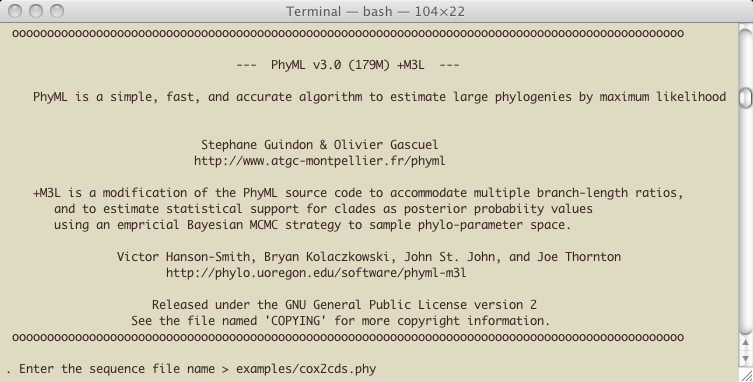 Terminal — bash — 104×22
oooooooooooooooooooooooooooooooooooooooooooooooooooooooooooooooooooooooooooooooooooooooooooooooo
--- PhyML v3.0 (179M) +M3L ---
PhyML is a simple, fast, and accurate algorithm to estimate large phylogenies by maximum likelihood
Stephane Guindon & Olivier Gascuel
http://www.atgc-montpellier.fr/phyml
+M3L is a modification of the PhyML source code to accommodate multiple branch-length ratios,
and to estimate statistical support for clades as posterior probabiity values
using an empricial Bayesian MCMC strategy to sample phylo-parameter space.
Victor Hanson-Smith, Bryan Kolaczkowski, John St. John, and Joe Thornton
http://phylo.uoregon.edu/software/phyml-m3l
Released under the GNU General Public License version 2
See the file named 'COPYING' for more copyright information.
oooooooooooooooooooooooooooooooooooooooooooooooooooooooooooooooooooooooooooooooooooooooooooooooo
. Enter the sequence file name > examples/cox2cds.phy